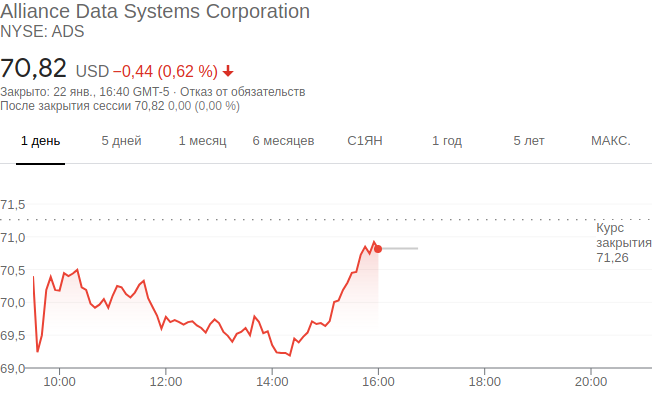 Alliance Data Systems Corporation
NYSE: ADS
70,82 USD −0,44 (0,62 %)
Закрыто: 22 янв., 16:40 GMT-5 · Отказ от обязательств
После закрытия сессии 70,82 0,00 (0,00 %)
1 день 5 дней 1 месяц 6 месяцев С1ЯН 1 год 5 лет МАКС.
71,5
71,0
70,5
70,0
69,5
69,0
Курс
закрытия
71,26
10:00 12:00 14:00 16:00 18:00 20:00